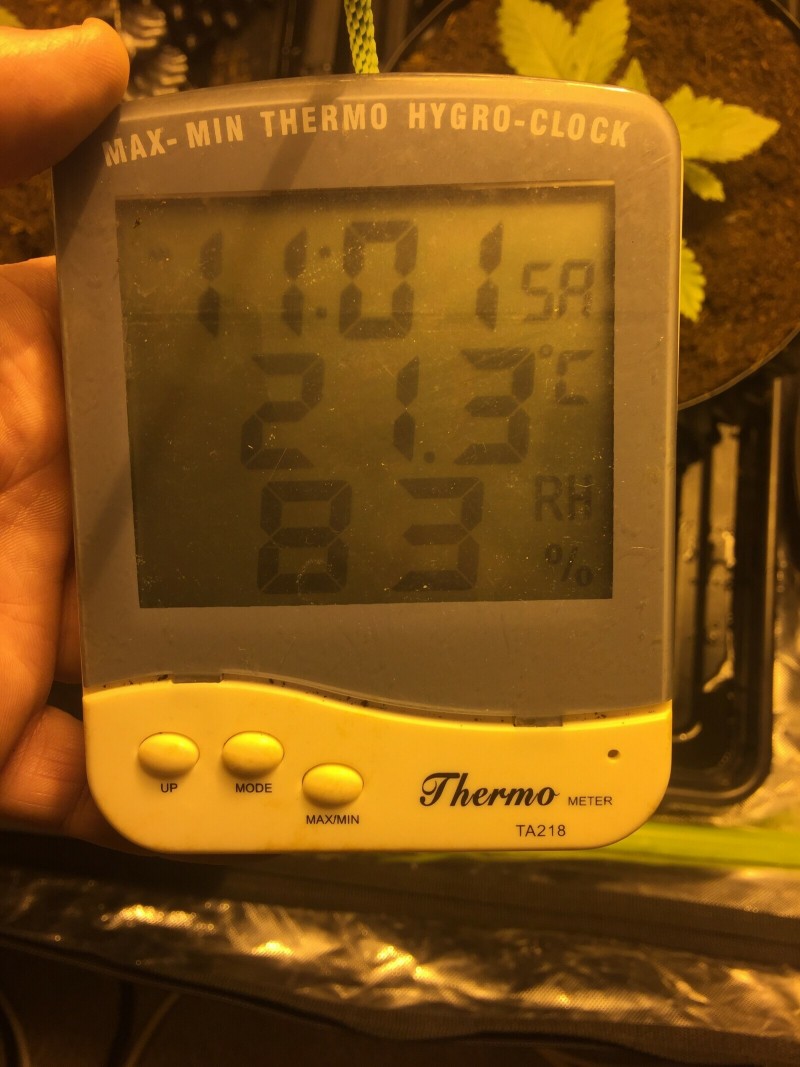 MAX-MIN THERMO HYGRO-CLOCK
11:01 SA
21.3 °C
83 RH %
UP MODE MAX/MIN
Thermo METER
TA218